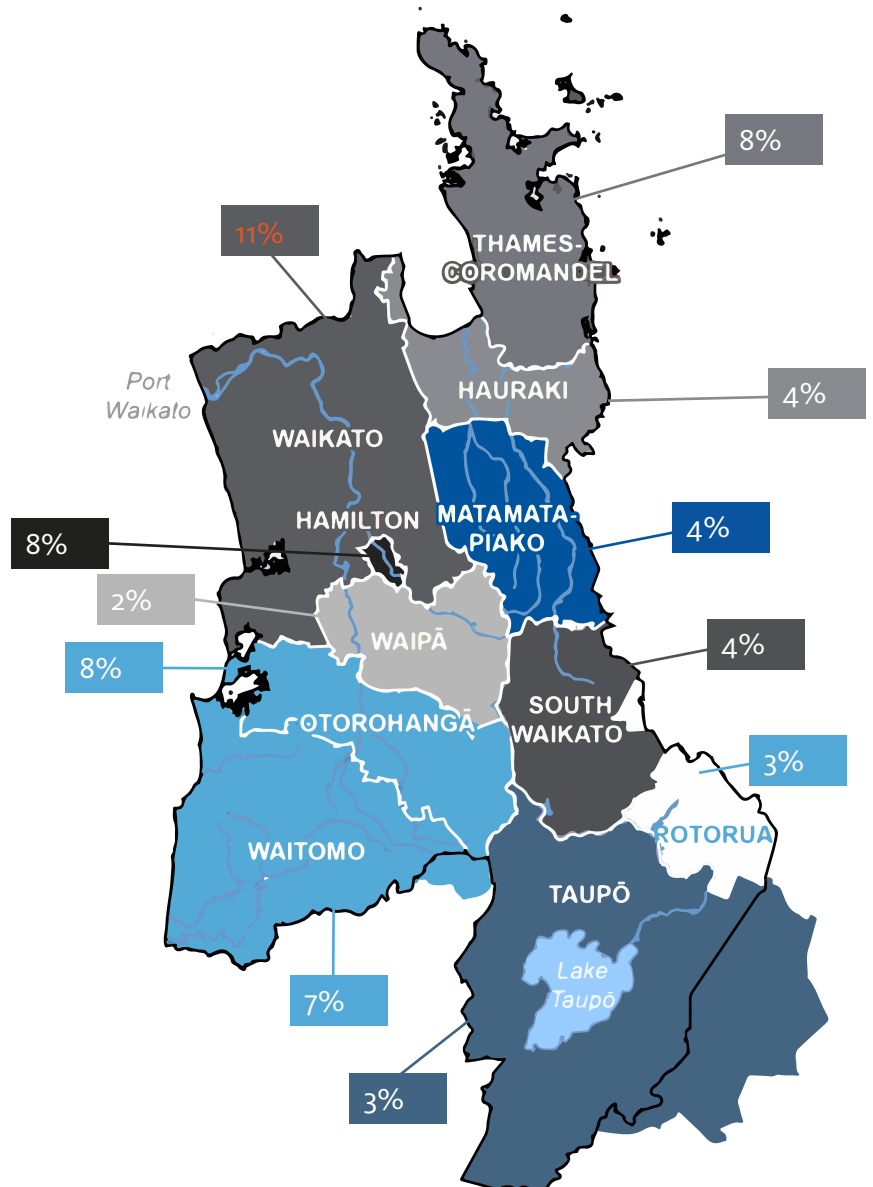 8%
11%
THAMES-
COROMANDEL
Port
Waikato
HAURAKI
4%
WAIKATO
HAMILTON
MATAMATA-
PIAKO
4%
8%
2%
WAIPĀ
4%
8%
OTOROHANGĀ
SOUTH
WAIKATO
3%
ROTORUA
WAITOMO
TAUPŌ
Lake
Taupō
7%
3%